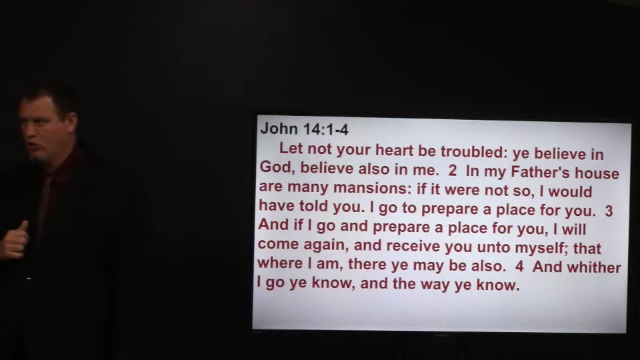 John 14:1-4
Let not your heart be troubled: ye believe in
God, believe also in me. 2 In my Father's house
are many mansions: if it were not so, I would
have told you. I go to prepare a place for you. 3
And if I go and prepare a place for you, I will
come again, and receive you unto myself; that
where I am, there ye may be also. 4 And whither
I go ye know, and the way ye know.